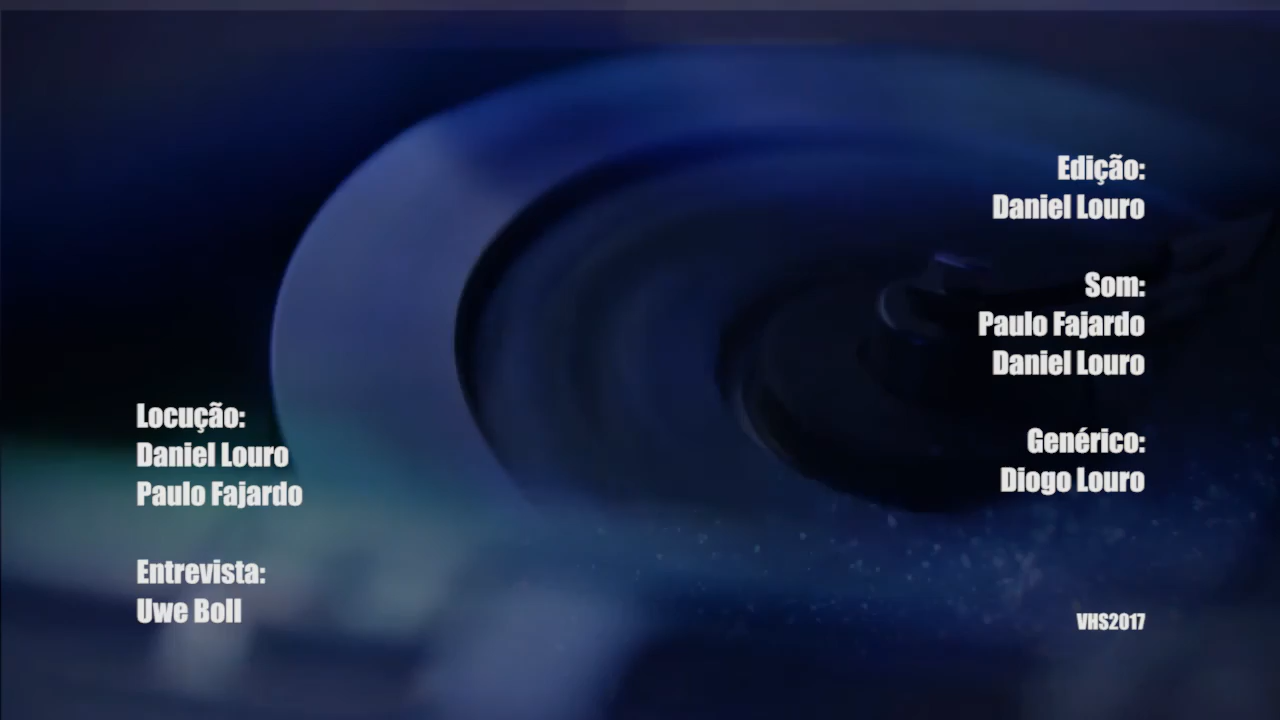 Locução:
Daniel Louro
Paulo Fajardo
Entrevista:
Uwe Boll
Edição:
Daniel Louro
Som:
Paulo Fajardo
Daniel Louro
Genérico:
Diogo Louro
VHS2017